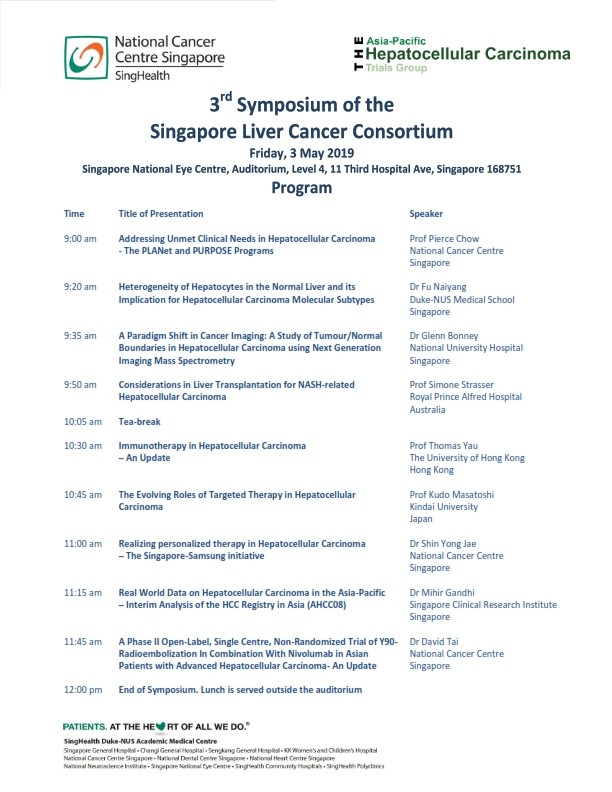 National Cancer
Centre Singapore
SingHealth
THE
Asia-Pacific
Hepatocellular Carcinoma
Trials Group
3rd Symposium of the
Singapore Liver Cancer Consortium
Friday, 3 May 2019
Singapore National Eye Centre, Auditorium, Level 4, 11 Third Hospital Ave, Singapore 168751
Program
Time Title of Presentation Speaker
9:00 am Addressing Unmet Clinical Needs in Hepatocellular Carcinoma Prof Pierce Chow
- The PLANet and PURPOSE Programs National Cancer Centre
Singapore
9:20 am Heterogeneity of Hepatocytes in the Normal Liver and its Dr Fu Naiyang
Implication for Hepatocellular Carcinoma Molecular Subtypes Duke-NUS Medical School
Singapore
9:35 am A Paradigm Shift in Cancer Imaging: A Study of Tumour/Normal Dr Glenn Bonney
Boundaries in Hepatocellular Carcinoma using Next Generation National University Hospital
Imaging Mass Spectrometry Singapore
9:50 am Considerations in Liver Transplantation for NASH-related Prof Simone Strasser
Hepatocellular Carcinoma Royal Prince Alfred Hospital
Australia
10:05 am Tea-break
10:30 am Immunotherapy in Hepatocellular Carcinoma Prof Thomas Yau
– An Update The University of Hong Kong
Hong Kong
10:45 am The Evolving Roles of Targeted Therapy in Hepatocellular Prof Kudo Masatoshi
Carcinoma Kindai University
Japan
11:00 am Realizing personalized therapy in Hepatocellular Carcinoma Dr Shin Yong Jae
– The Singapore-Samsung initiative National Cancer Centre
Singapore
11:15 am Real World Data on Hepatocellular Carcinoma in the Asia-Pacific Dr Mihir Gandhi
– Interim Analysis of the HCC Registry in Asia (AHCC08) Singapore Clinical Research Institute
Singapore
11:45 am A Phase II Open-Label, Single Centre, Non-Randomized Trial of Y90- Dr David Tai
Radioembolization In Combination With Nivolumab in Asian National Cancer Centre
Patients with Advanced Hepatocellular Carcinoma- An Update Singapore
12:00 pm End of Symposium. Lunch is served outside the auditorium
PATIENTS. AT THE HE♥RT OF ALL WE DO.®
SingHealth Duke-NUS Academic Medical Centre
Singapore General Hospital • Changi General Hospital • Sengkang General Hospital • KK Women's and Children's Hospital
National Cancer Centre Singapore • National Dental Centre Singapore • National Heart Centre Singapore
National Neuroscience Institute • Singapore National Eye Centre • SingHealth Community Hospitals • SingHealth Polyclinics